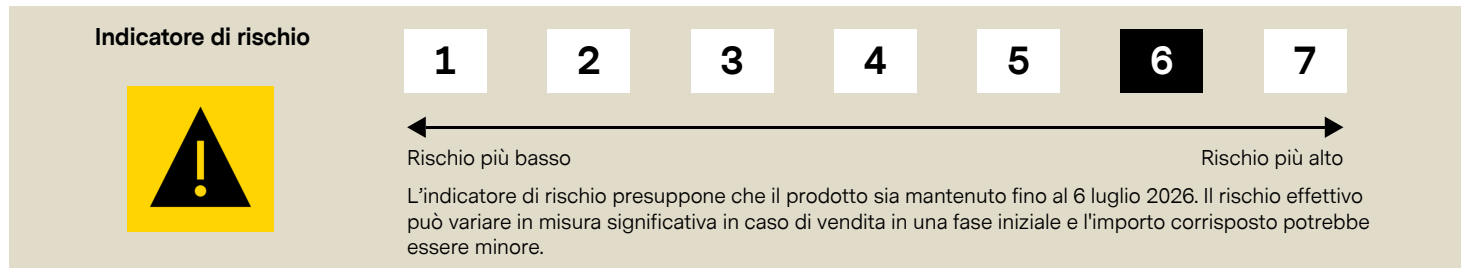 Indicatore di rischio
1 2 3 4 5 6 7
Rischio più basso
Rischio più alto
L’indicatore di rischio presuppone che il prodotto sia mantenuto fino al 6 luglio 2026. Il rischio effettivo
può variare in misura significativa in caso di vendita in una fase iniziale e l'importo corrisposto potrebbe
essere minore.